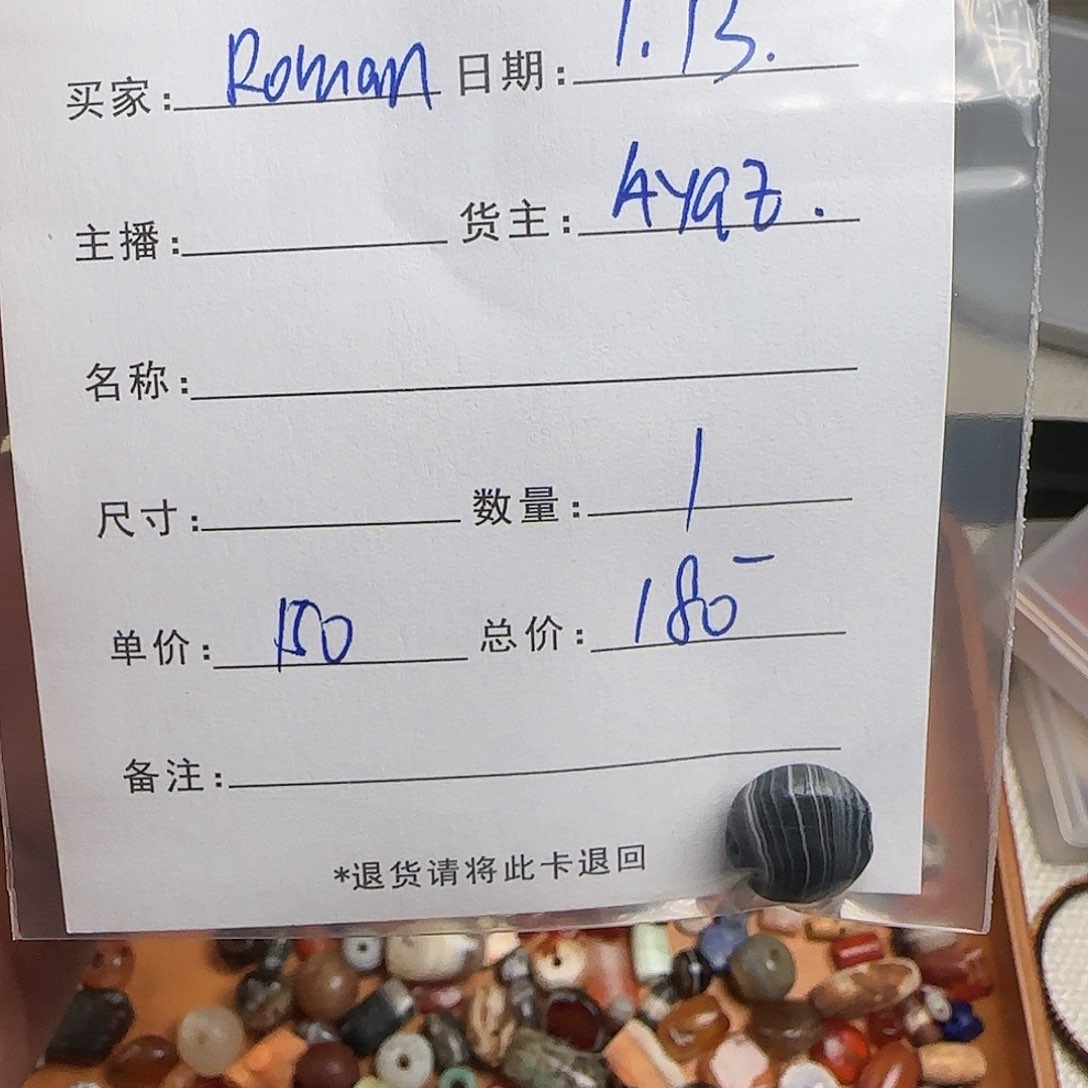 买家: Roman 日期: 1.13.
主播: 货主: Ayaz.
名称:
尺寸: 数量: 1
单价: 150 总价: 180-
备注:
*退货请将此卡退回